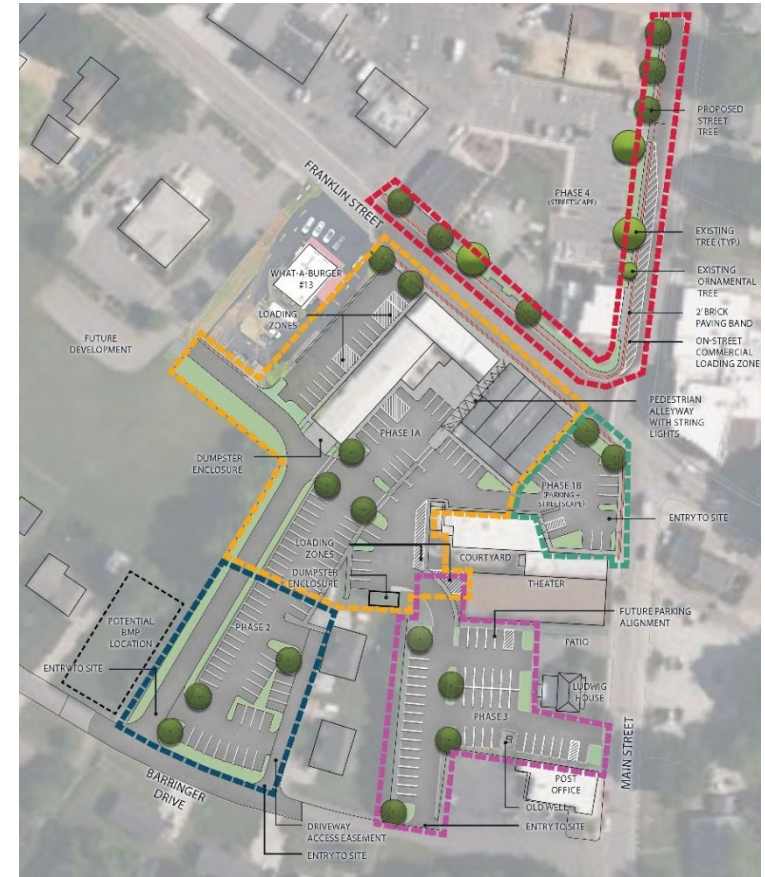 PROPOSED
STREET
TREE
FRANKLIN STREET
PHASE 4
(STREETSCAPE)
EXISTING
TREE (TYP.)
EXISTING
ORNAMENTAL
TREE
WHAT-A-BURGER
#13
LOADING
ZONES
2' BRICK
PAVING BAND
FUTURE
DEVELOPMENT
ON-STREET
COMMERCIAL
LOADING ZONE
PEDESTRIAN
ALLEYWAY
WITH STRING
LIGHTS
PHASE 1A
DUMPSTER
ENCLOSURE
PHASE 1B
(PARKING +
STREETSCAPE)
ENTRY TO SITE
LOADING
ZONES
COURTYARD
DUMPSTER
ENCLOSURE
THEATER
POTENTIAL
BMP
LOCATION
PHASE 2
FUTURE PARKING
ALIGNMENT
PATIO
ENTRY TO SITE
LUDWIG
HOUSE
PHASE 3
MAIN STREET
BARRINGER
DRIVE
POST
OFFICE
OLD WELL
DRIVEWAY
ACCESS EASEMENT
ENTRY TO SITE
ENTRY TO SITE